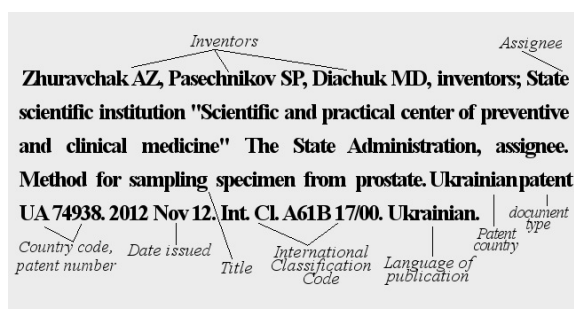 Inventors
Assignee
Zhuravchak AZ, Pasechnikov SP, Diachuk MD, inventors; State
scientific institution "Scientific and practical center of preventive
and clinical medicine" The State Administration, assignee.
Method for sampling specimen from prostate. Ukrainian patent
UA 74938. 2012 Nov 12. Int. Cl. A61B 17/00. Ukrainian.
Country code,
patent number
Date issued
Title
International
Classification
Code
Language of
publication
Patent
country
document
type